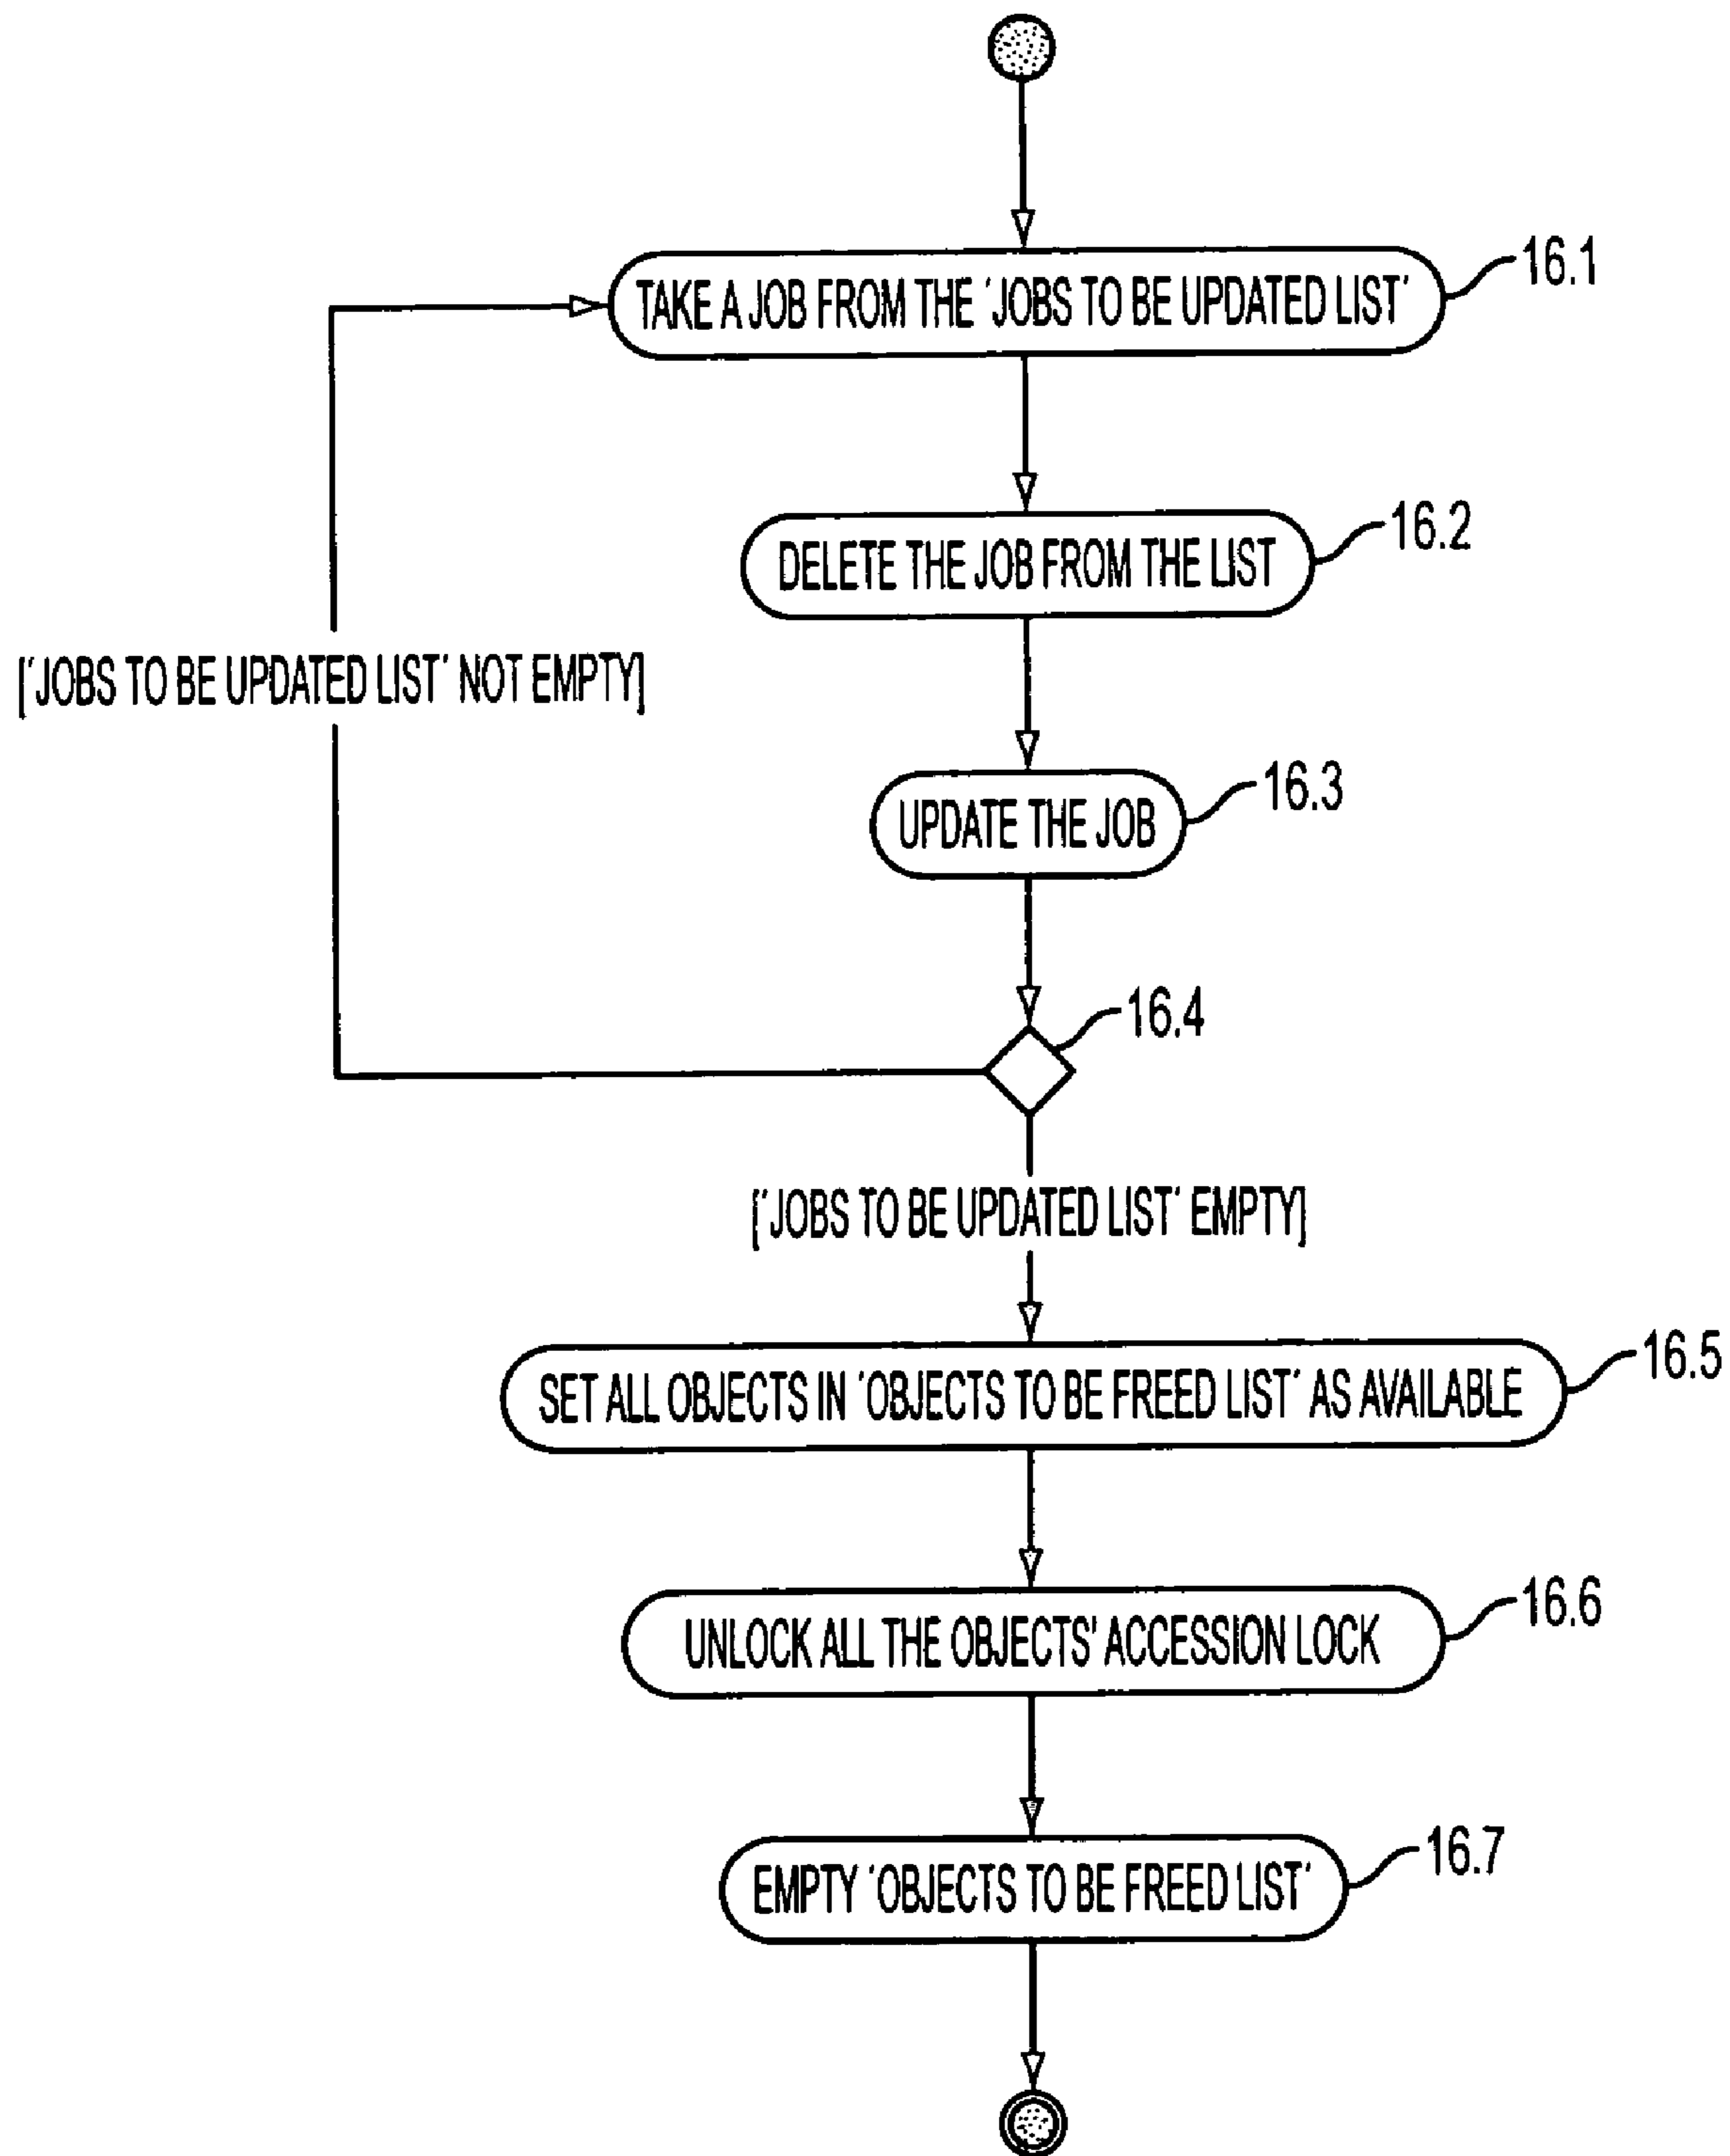 16.1
TAKE A JOB FROM THE 'JOBS TO BE UPDATED LIST'
16.2
DELETE THE JOB FROM THE LIST
['JOBS TO BE UPDATED LIST' NOT EMPTY]
16.3
UPDATE THE JOB
16.4
['JOBS TO BE UPDATED LIST' EMPTY]
16.5
SET ALL OBJECTS IN 'OBJECTS TO BE FREED LIST' AS AVAILABLE
16.6
UNLOCK ALL THE OBJECTS' ACCESSION LOCK
16.7
EMPTY 'OBJECTS TO BE FREED LIST'